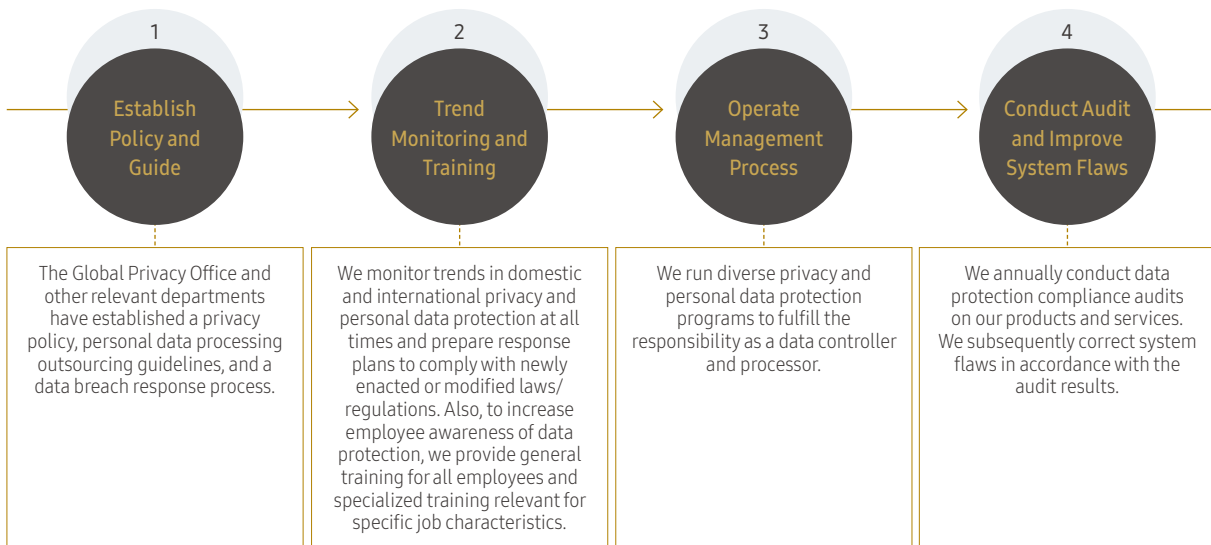 1
Establish
Policy and
Guide
The Global Privacy Office and
other relevant departments
have established a privacy
policy, personal data processing
outsourcing guidelines, and a
data breach response process.
2
Trend
Monitoring and
Training
We monitor trends in domestic
and international privacy and
personal data protection at all
times and prepare response
plans to comply with newly
enacted or modified laws/
regulations. Also, to increase
employee awareness of data
protection, we provide general
training for all employees and
specialized training relevant for
specific job characteristics.
3
Operate
Management
Process
We run diverse privacy and
personal data protection
programs to fulfill the
responsibility as a data controller
and processor.
4
Conduct Audit
and Improve
System Flaws
We annually conduct data
protection compliance audits
on our products and services.
We subsequently correct system
flaws in accordance with the
audit results.